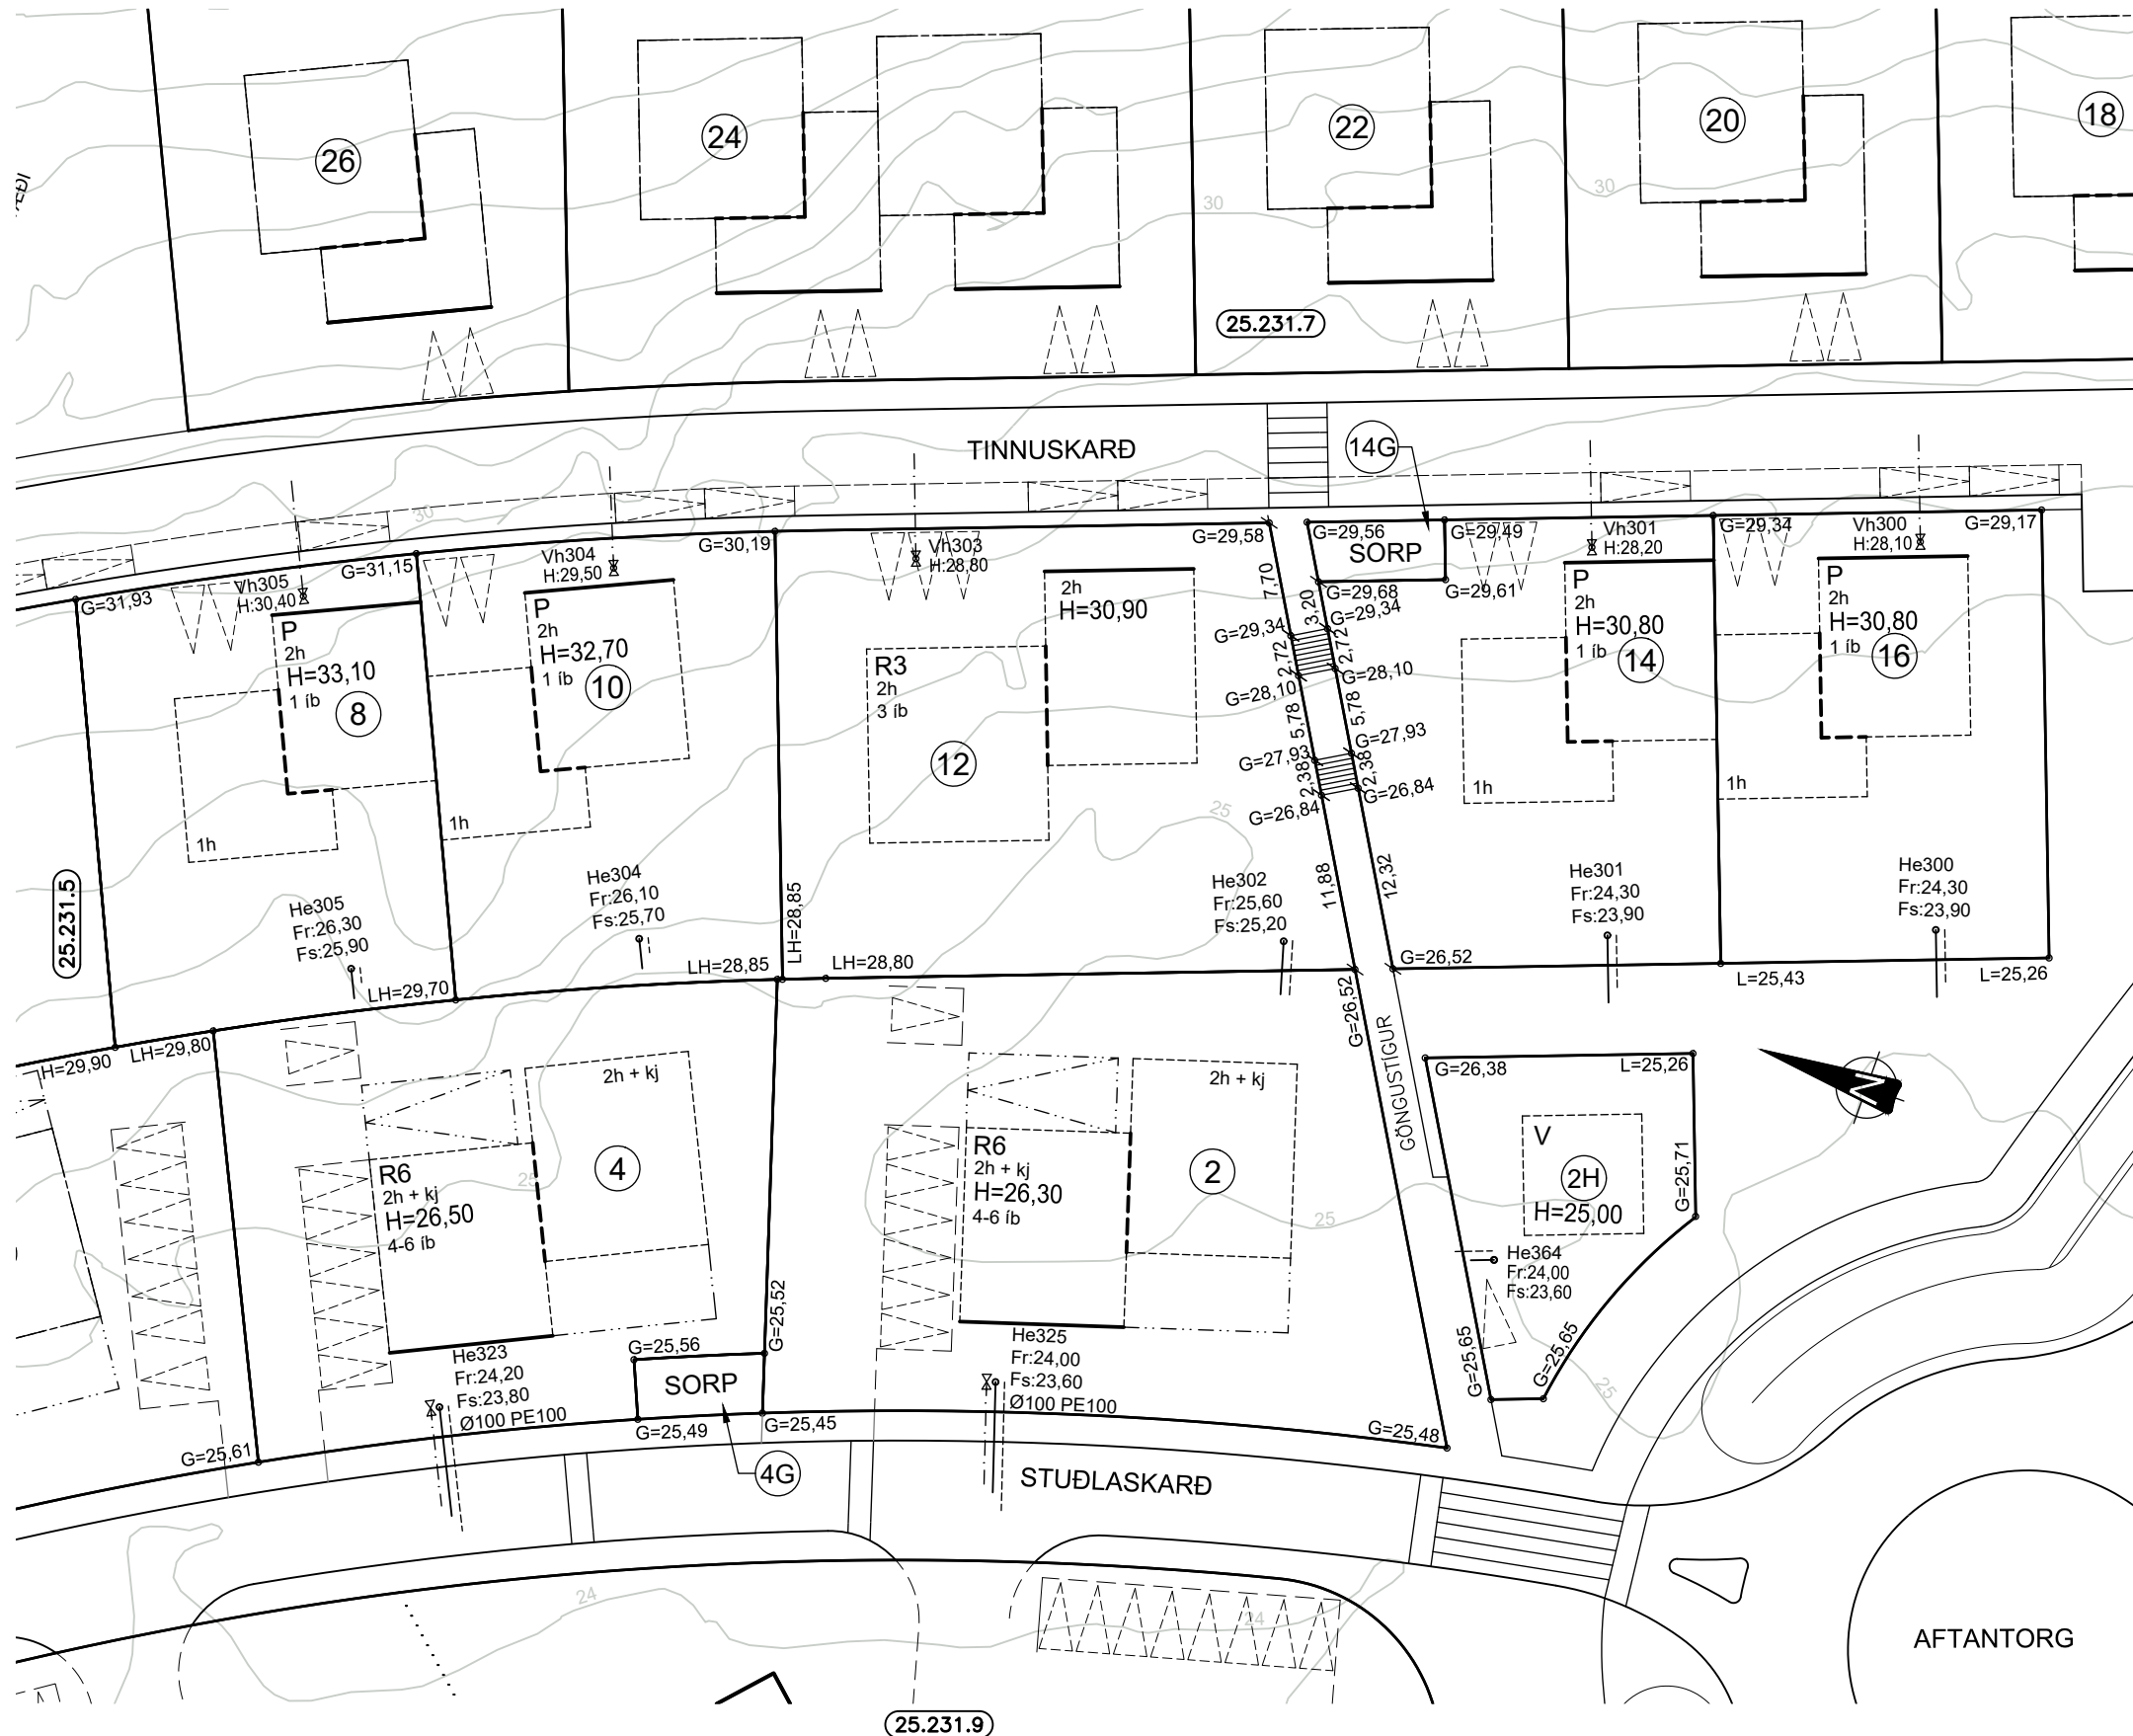 26
24
22
20
18
30
30
25.231.7
TINNUSKARÐ
14G
30
G=31,93
Vh305
H:30,40
G=31,15
Vh304
H:29,50
G=30,19
Vh303
H:28,80
G=29,58
G=29,56
SORP
G=29,49
Vh301
H:28,20
G=29,34
Vh300
H:28,10
G=29,17
G=29,68
G=29,61
7,70
3,20
G=29,34
G=29,34
2,72
2,72
G=28,10
G=28,10
5,78
5,78
G=27,93
G=27,93
2,38
2,38
G=26,84
G=26,84
11,88
12,32
P
2h
H=33,10
1 íb
8
1h
P
2h
H=32,70
1 íb
10
1h
R3
2h
3 íb
12
2h
H=30,90
P
2h
H=30,80
1 íb
14
1h
P
2h
H=30,80
1 íb
16
1h
25
25.231.5
He305
Fr:26,30
Fs:25,90
He304
Fr:26,10
Fs:25,70
He302
Fr:25,60
Fs:25,20
He301
Fr:24,30
Fs:23,90
He300
Fr:24,30
Fs:23,90
LH=28,85
LH=28,85
LH=28,80
LH=29,70
LH=29,80
H=29,90
G=26,52
G=26,52
L=25,43
L=25,26
GÖNGUSTIGUR
G=26,38
L=25,26
N
V
2H
H=25,00
G=25,71
He364
Fr:24,00
Fs:23,60
G=25,65
G=25,65
25
2h + kj
4
R6
2h + kj
H=26,50
4-6 íb
25
2h + kj
2
R6
2h + kj
H=26,30
4-6 íb
25
G=25,52
G=25,56
SORP
G=25,49
G=25,45
4G
He323
Fr:24,20
Fs:23,80
Ø100 PE100
He325
Fr:24,00
Fs:23,60
Ø100 PE100
G=25,61
G=25,48
STUÐLASKARÐ
24
24
AFTANTORG
25.231.9